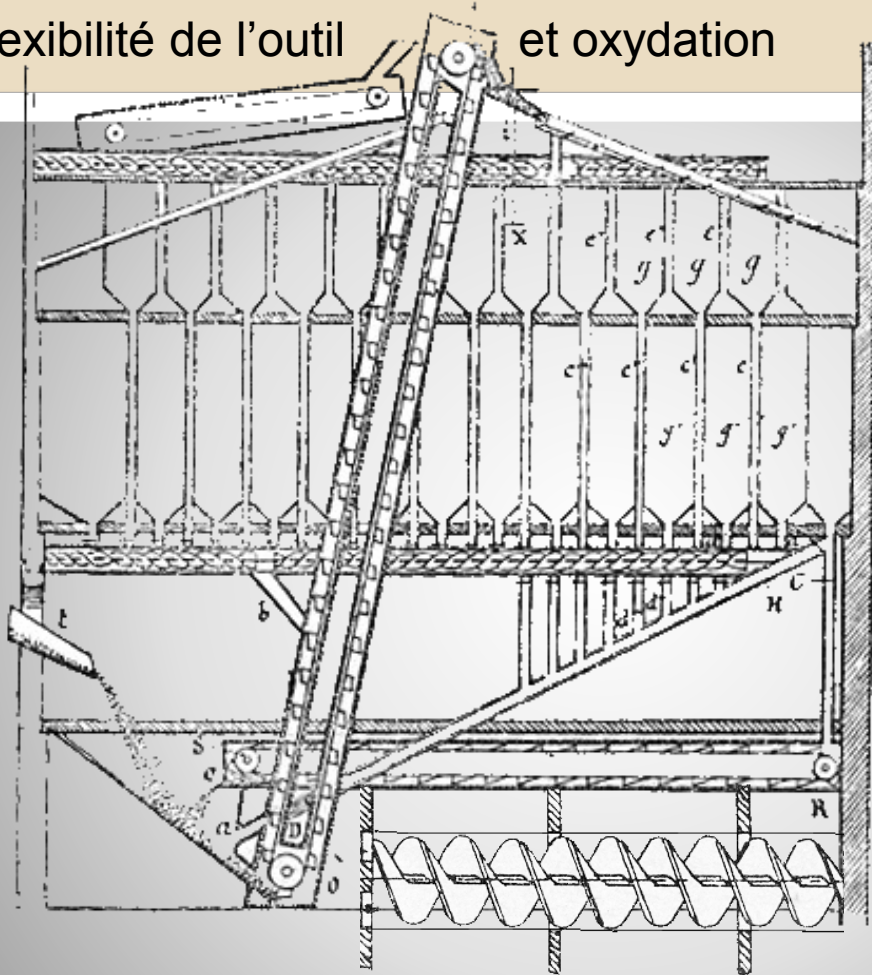 exibilité de l’outil et oxydation
X e' e' e
g g g
c' c' c' c
g' g' g'
t b d d' H C
S c
a
o R